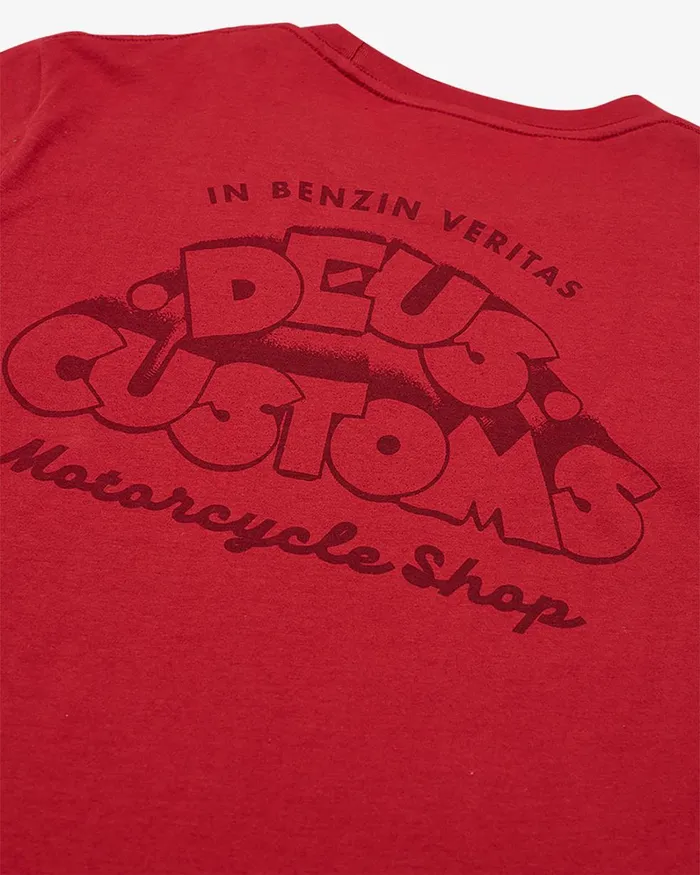 IN BENZIN VERITAS
DEUS
CUSTOMS
Motorcycle Shop